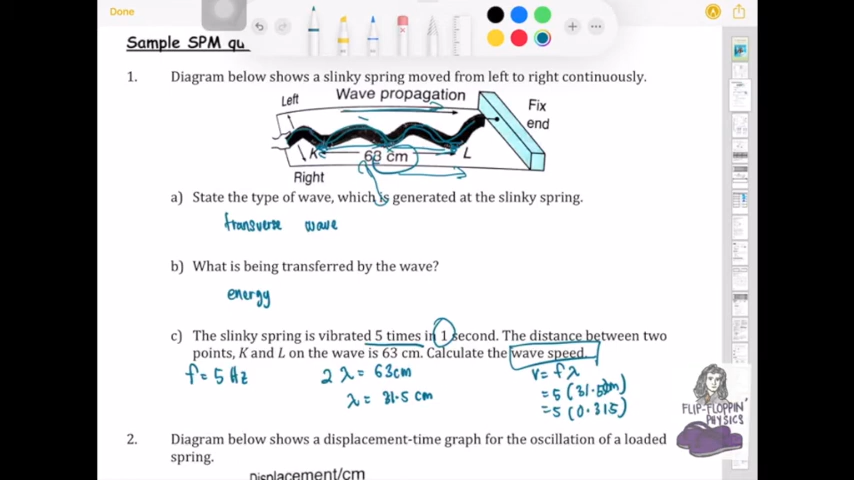 Done
Sample SPM qu
1. Diagram below shows a slinky spring moved from left to right continuously.
Left
Wave propagation
Fix
end
K
63 cm
L
Right
a) State the type of wave, which is generated at the slinky spring.
transverse wave
b) What is being transferred by the wave?
energy
c) The slinky spring is vibrated 5 times in 1 second. The distance between two
points, K and L on the wave is 63 cm. Calculate the wave speed.
f = 5 Hz
2 λ = 63cm
λ = 31.5 cm
v = f λ
= 5 (31.5cm)
= 5 (0.315)
FLIP-FLOPPIN'
PHYSICS
2. Diagram below shows a displacement-time graph for the oscillation of a loaded
spring.
Displacement/cm